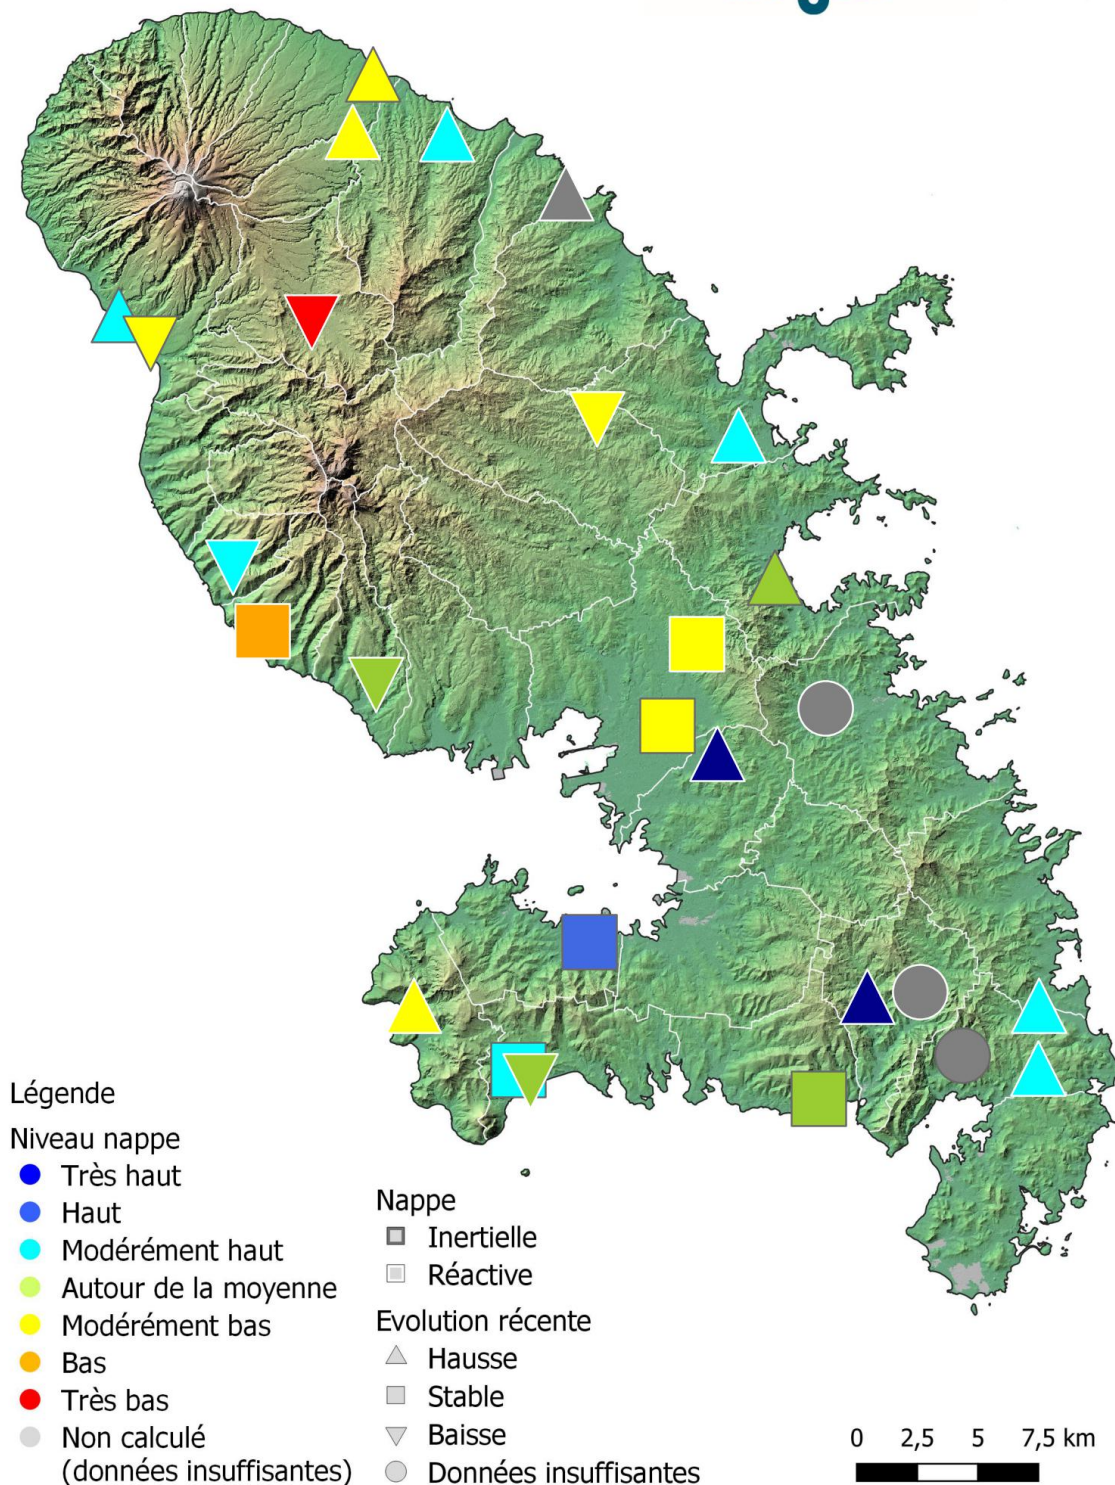 Légende
Niveau nappe
Très haut
Haut
Modérément haut
Autour de la moyenne
Modérément bas
Bas
Très bas
Non calculé
(données insuffisantes)
Nappe
Inertielle
Réactive
Evolution récente
Hausse
Stable
Baisse
Données insuffisantes
0 2,5 5 7,5 km